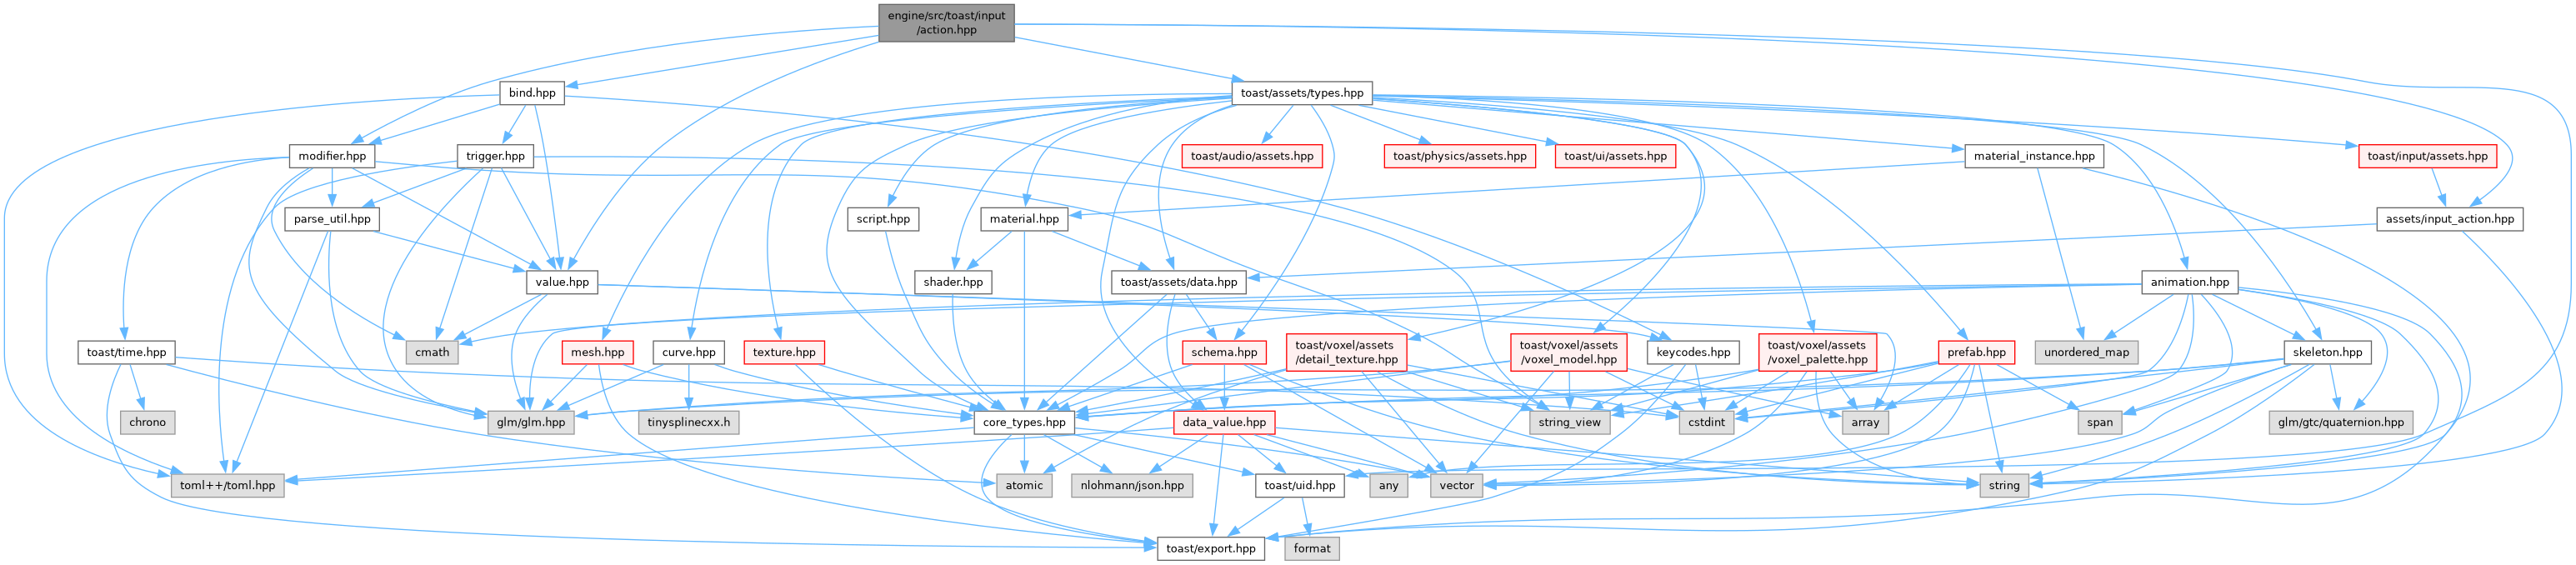 engine/src/toast/input
/action.hpp
bind.hpp
toast/assets/types.hpp
modifier.hpp
trigger.hpp
toast/audio/assets.hpp
toast/physics/assets.hpp
toast/ui/assets.hpp
material_instance.hpp
toast/input/assets.hpp
parse_util.hpp
script.hpp
material.hpp
assets/input_action.hpp
value.hpp
shader.hpp
toast/assets/data.hpp
animation.hpp
toast/time.hpp
cmath
mesh.hpp
curve.hpp
texture.hpp
schema.hpp
toast/voxel/assets
/detail_texture.hpp
toast/voxel/assets
/voxel_model.hpp
keycodes.hpp
toast/voxel/assets
/voxel_palette.hpp
prefab.hpp
unordered_map
skeleton.hpp
chrono
glm/glm.hpp
tinysplinecxx.h
core_types.hpp
data_value.hpp
string_view
cstdint
array
span
glm/gtc/quaternion.hpp
toml++/toml.hpp
atomic
nlohmann/json.hpp
toast/uid.hpp
any
vector
string
toast/export.hpp
format